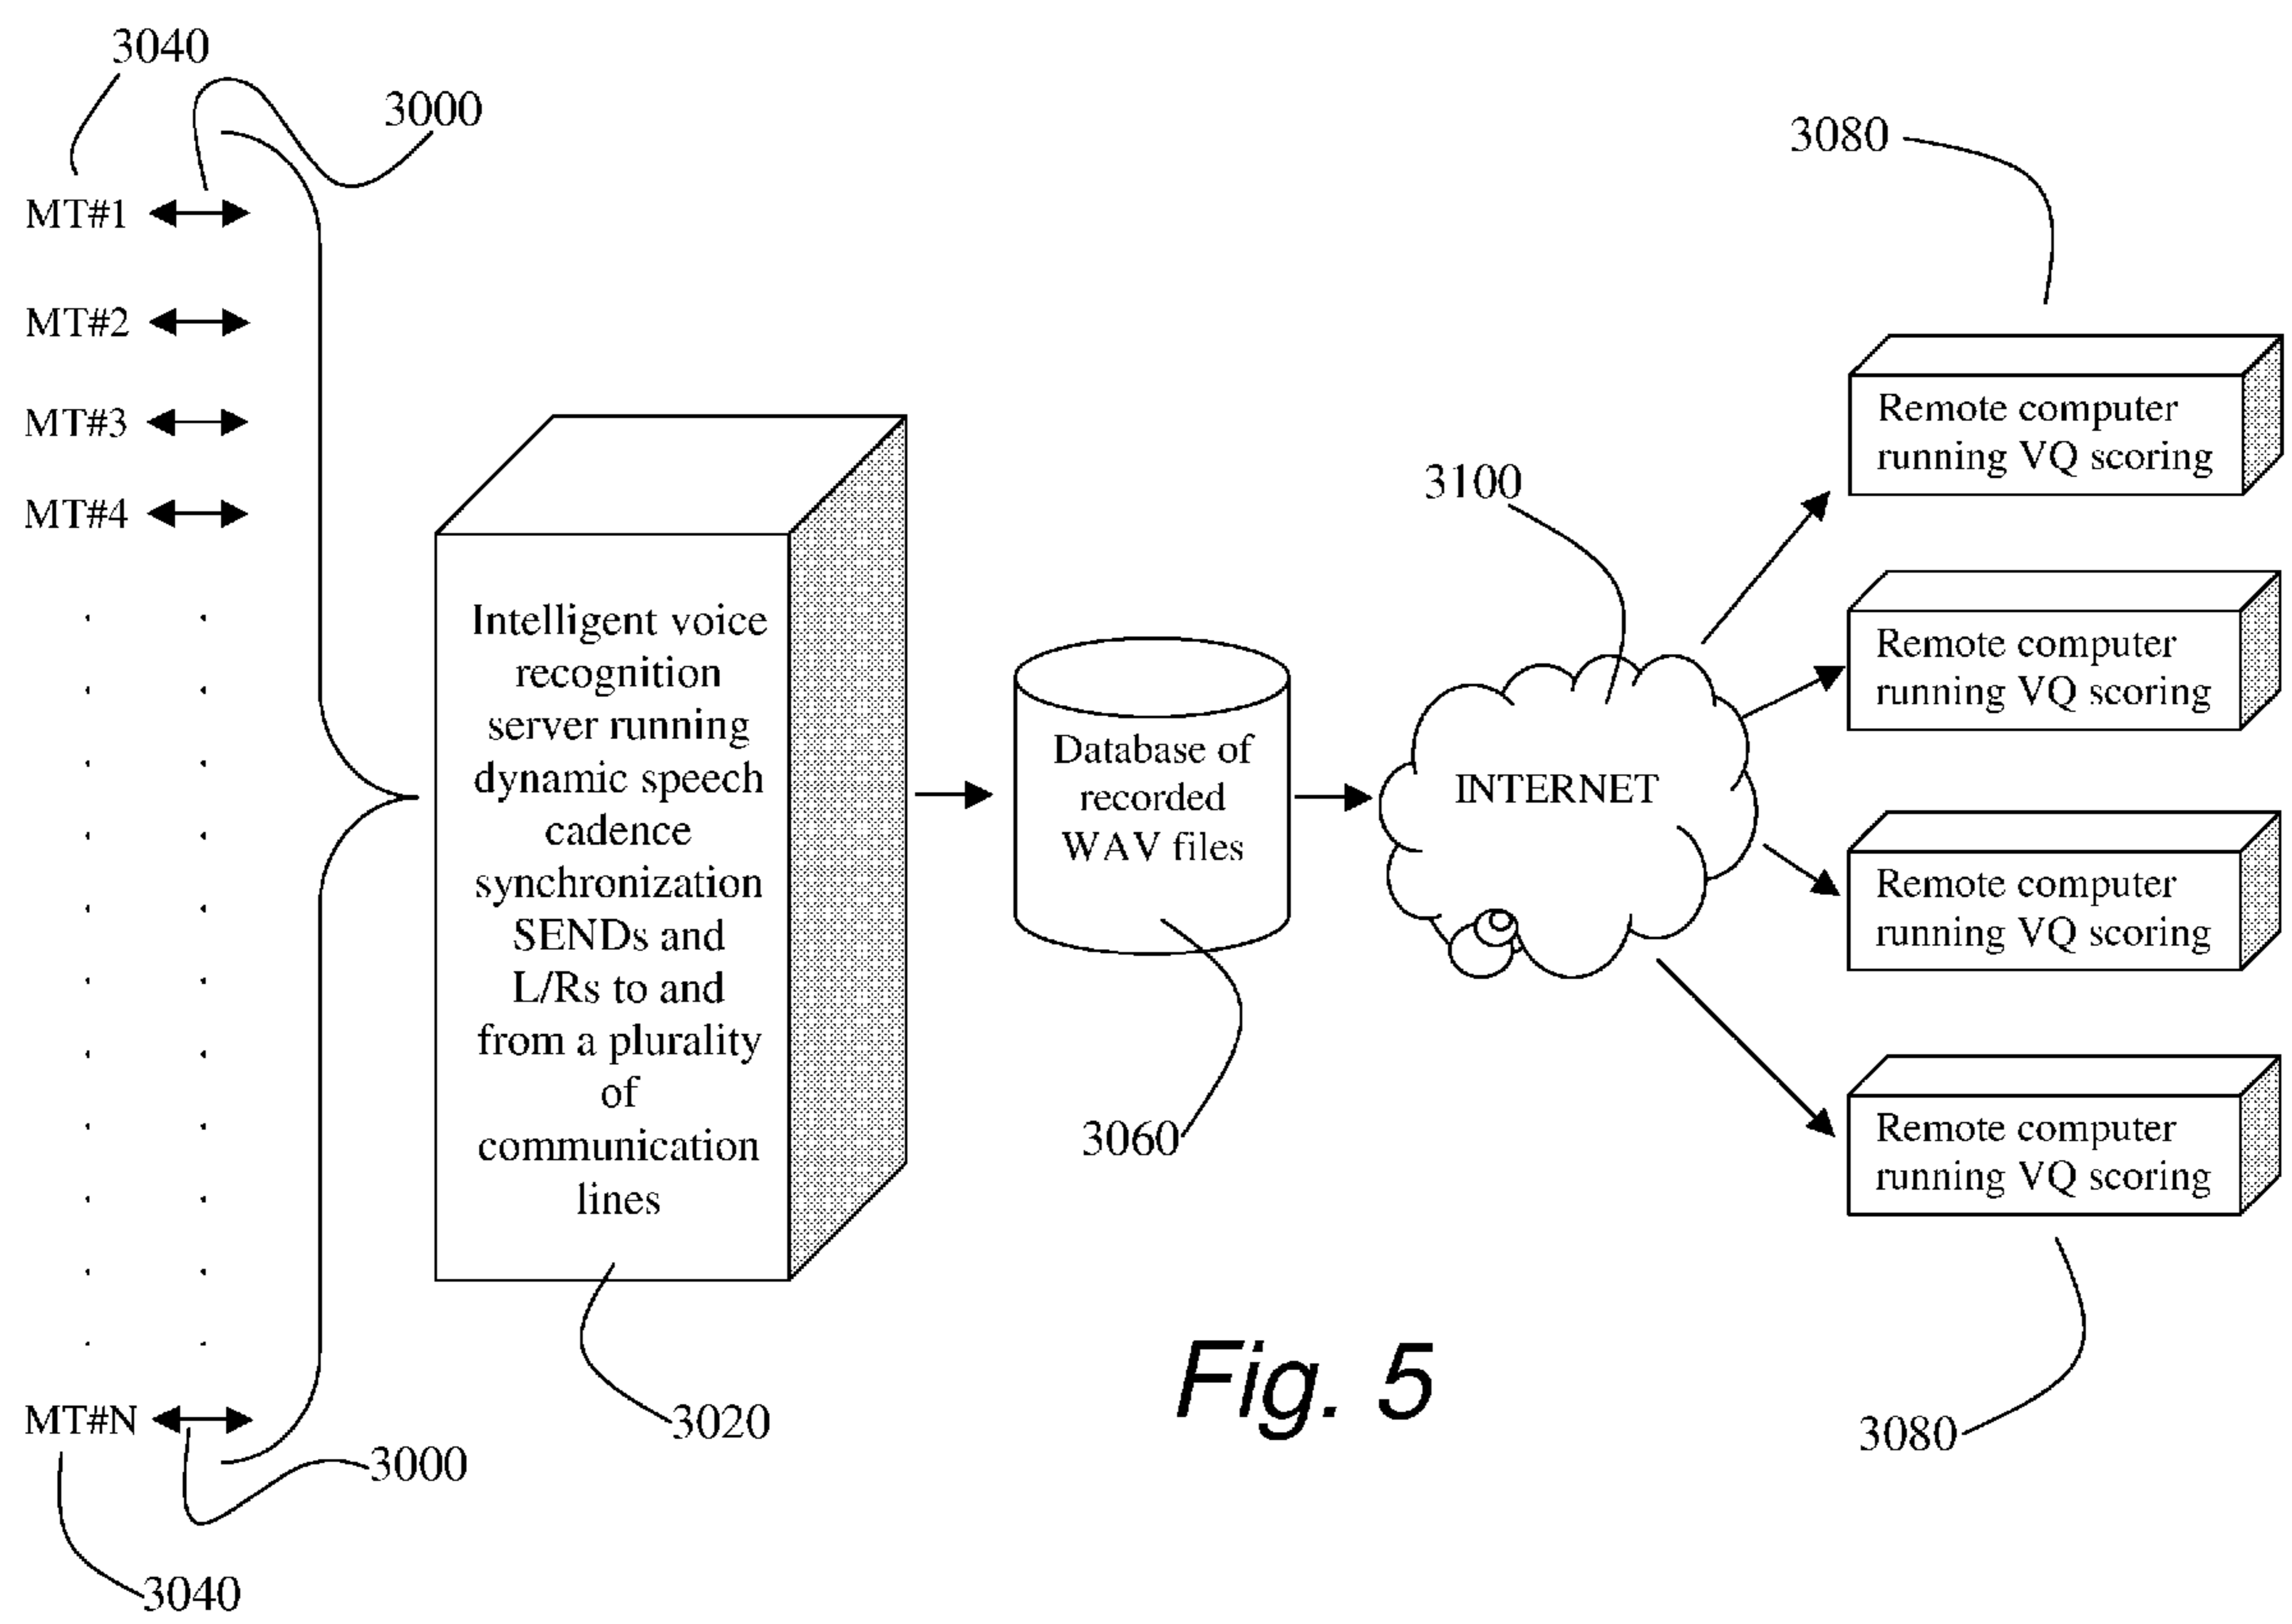 3040
3000
3080
MT#1
MT#2
MT#3
MT#4
MT#N
3000
3040
Intelligent voice
recognition
server running
dynamic speech
cadence
synchronization
SENDs and
L/Rs to and
from a plurality
of
communication
lines
3020
Database of
recorded
WAV files
3060
3100
INTERNET
Remote computer
running VQ scoring
Remote computer
running VQ scoring
Remote computer
running VQ scoring
Remote computer
running VQ scoring
3080
Fig. 5